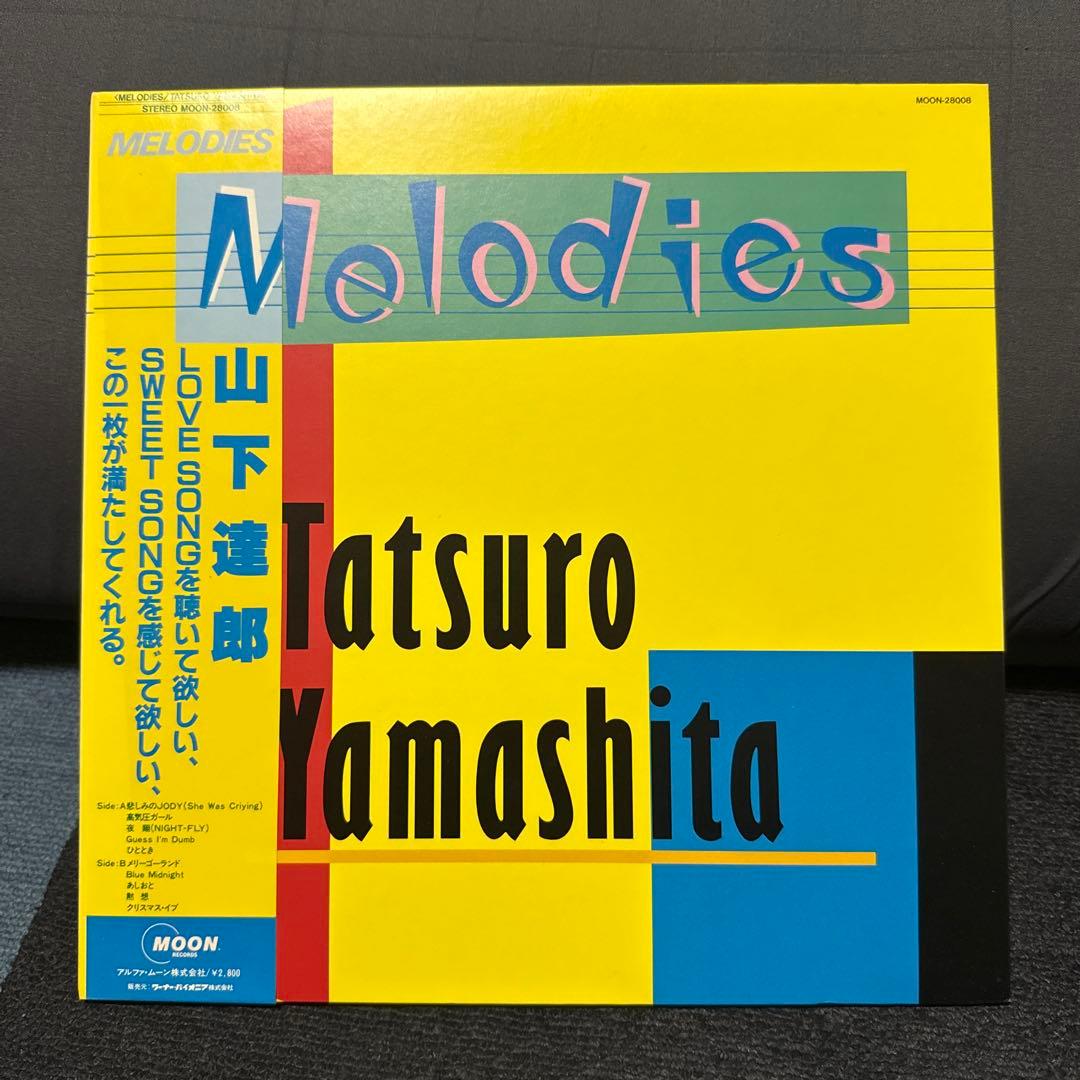 <MELODIES/TATSURO
STEREO MOON-28008
MELODIES
MOON-28008
Melodies
山下達郎
LOVE SONGを聴いて欲しい、
SWEET SONGを感じて欲しい、
この一枚が満たしてくれる。
Tatsuro
Yamashita
Side:A悲しみのJODY(She Was Criying)
高気圧ガール
夜 翔(NIGHT-FLY)
Guess I'm Dumb
ひととき
Side:Bメリーゴーランド
Blue Midnight
あしおと
黙 想
クリスマス・イブ
MOON
RECORDS
アルファ・ムーン株式会社/¥2,800
販売元:ワーナー・パイオニア株式会社